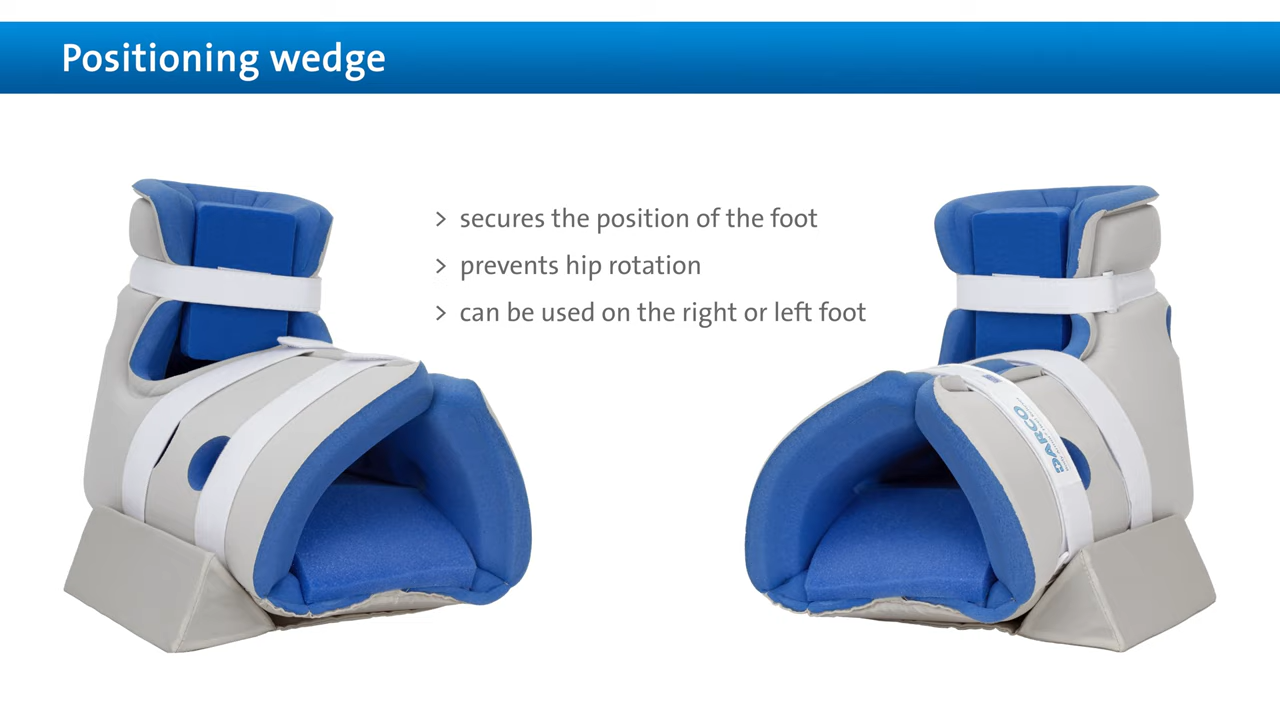 Positioning wedge
> secures the position of the foot
> prevents hip rotation
> can be used on the right or left foot
DARCO